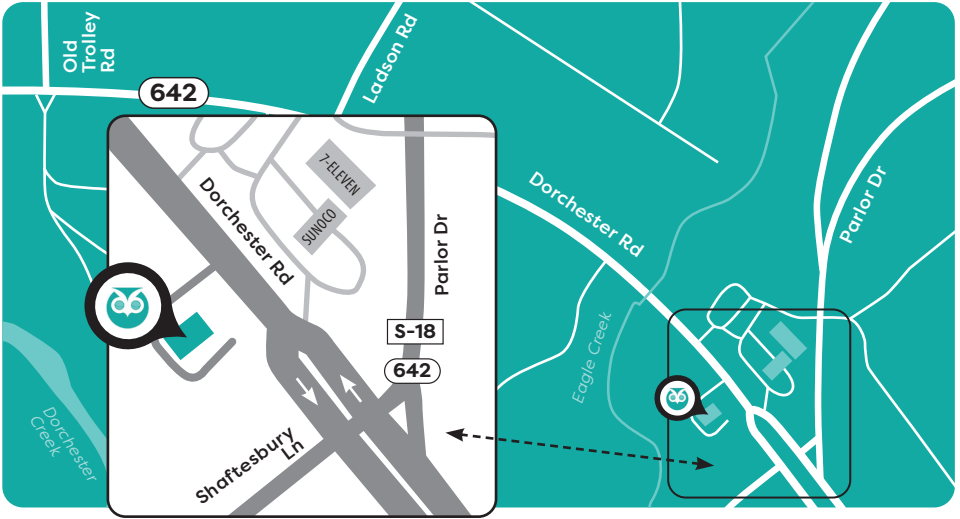 Old
Trolley
Rd
642
Ladson Rd
7-ELEVEN
SUNOCO
Dorchester Rd
Parlor Dr
S-18
642
Shaftesbury
Ln
Dorchester
Creek
Dorchester Rd
Eagle Creek
Parlor Dr